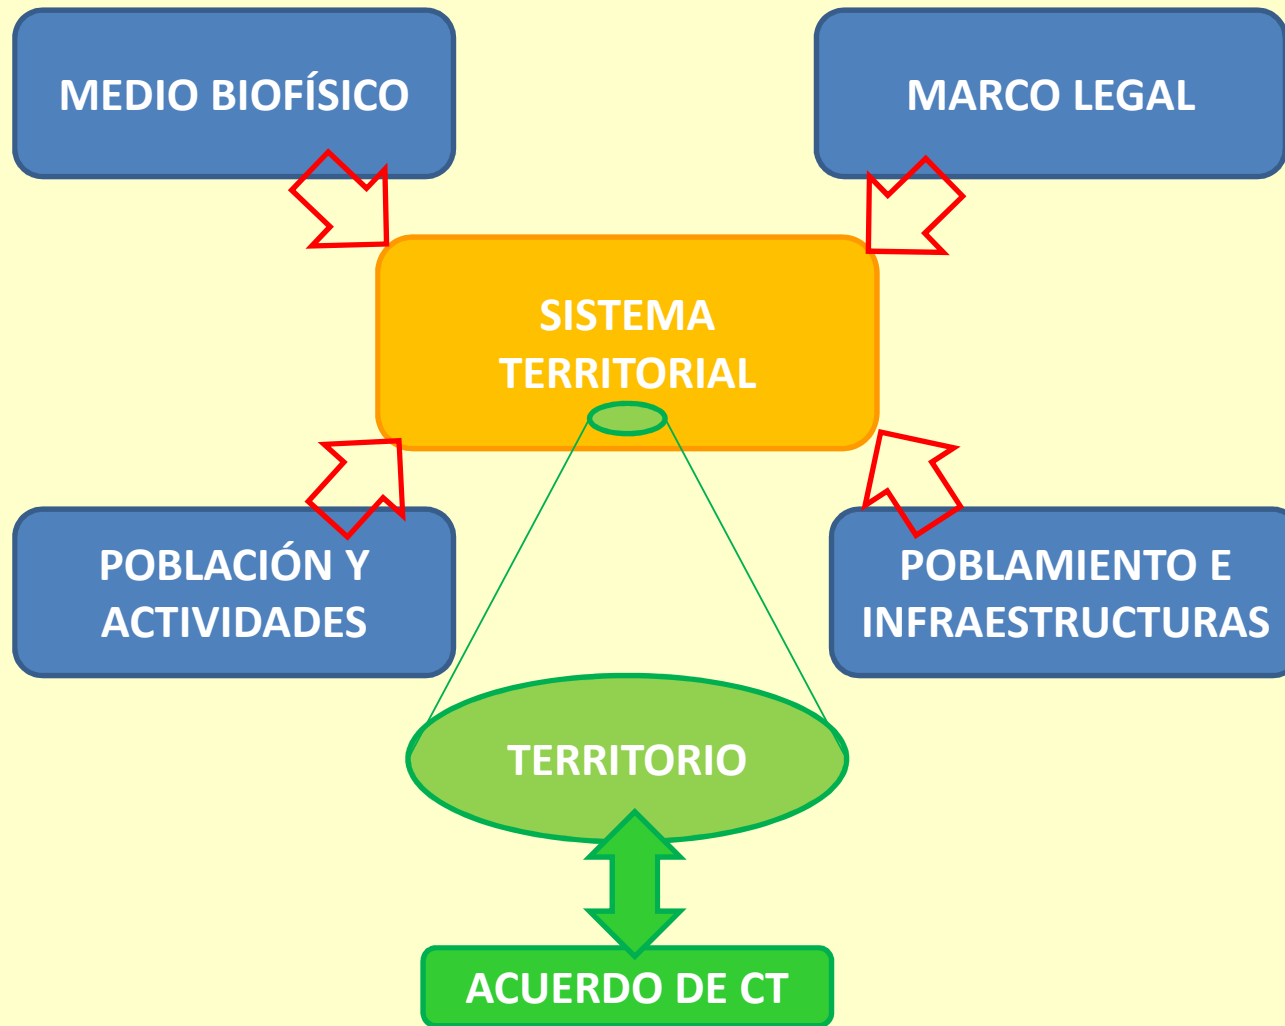 MEDIO BIOFÍSICO
MARCO LEGAL
SISTEMA
TERRITORIAL
POBLACIÓN Y
ACTIVIDADES
POBLAMIENTO E
INFRAESTRUCTURAS
TERRITORIO
ACUERDO DE CT